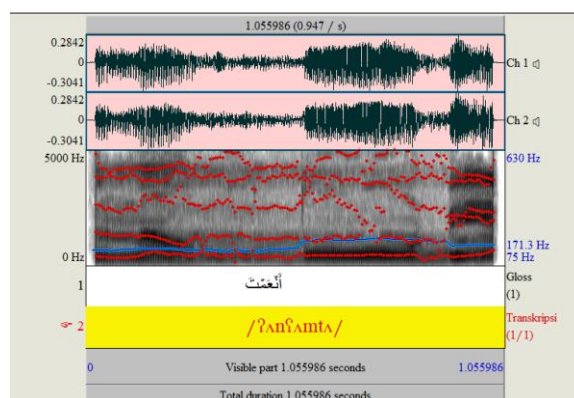 1.055986 (0.947 / s)
0.2842
0
-0.3041
Ch 1
0.2842
0
-0.3041
Ch 2
5000 Hz
630 Hz
171.3 Hz
0 Hz
75 Hz
1
أَنْعَمْتَ
Gloss
(1)
2
/ʔʌnʕʌmtʌ/
Transkripsi
(1/1)
0
Visible part 1.055986 seconds
1.055986
Total duration 1.055986 seconds